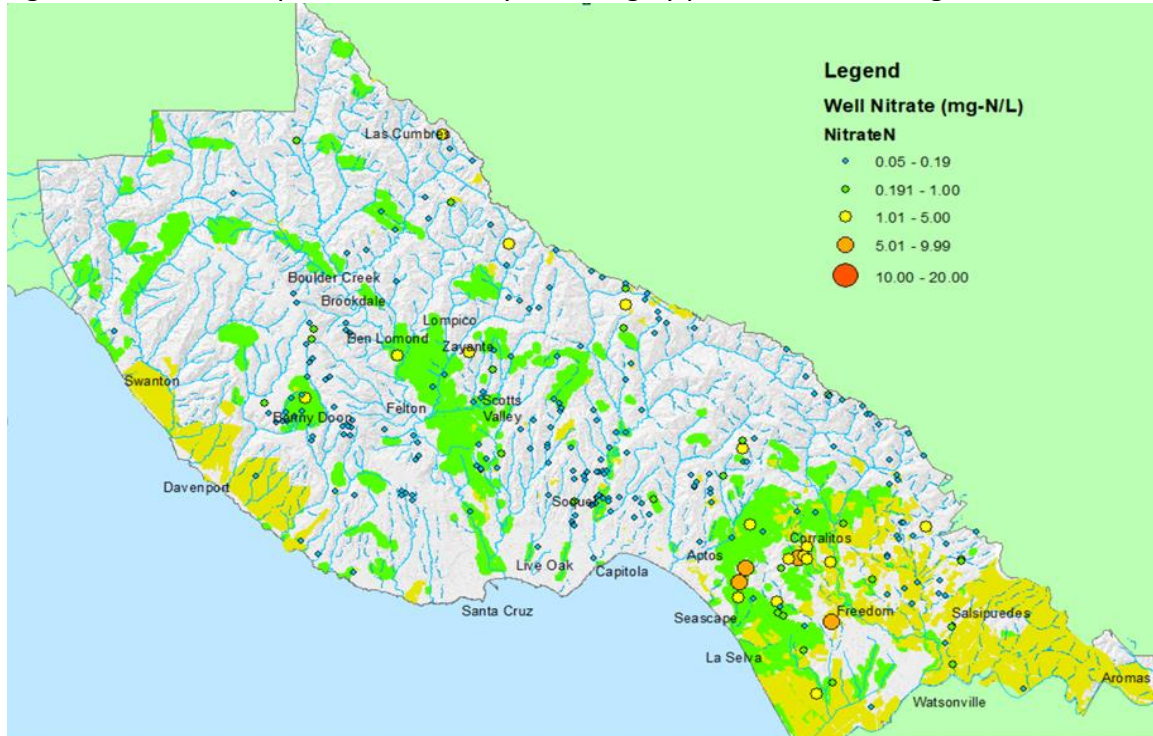 Legend
Well Nitrate (mg-N/L)
NitrateN
0.05 - 0.19
0.191 - 1.00
1.01 - 5.00
5.01 - 9.99
10.00 - 20.00
Las Cumbres
Boulder Creek
Brookdale
Lompico
Ben Lomond
Zayante
Swanton
Scotts
Valley
Felton
Bonny Doon
Davenport
Soquel
Corralitos
Aptos
Live Oak
Capitola
Santa Cruz
Seascape
Freedom
Salsipuedes
La Selva
Aromas
Watsonville